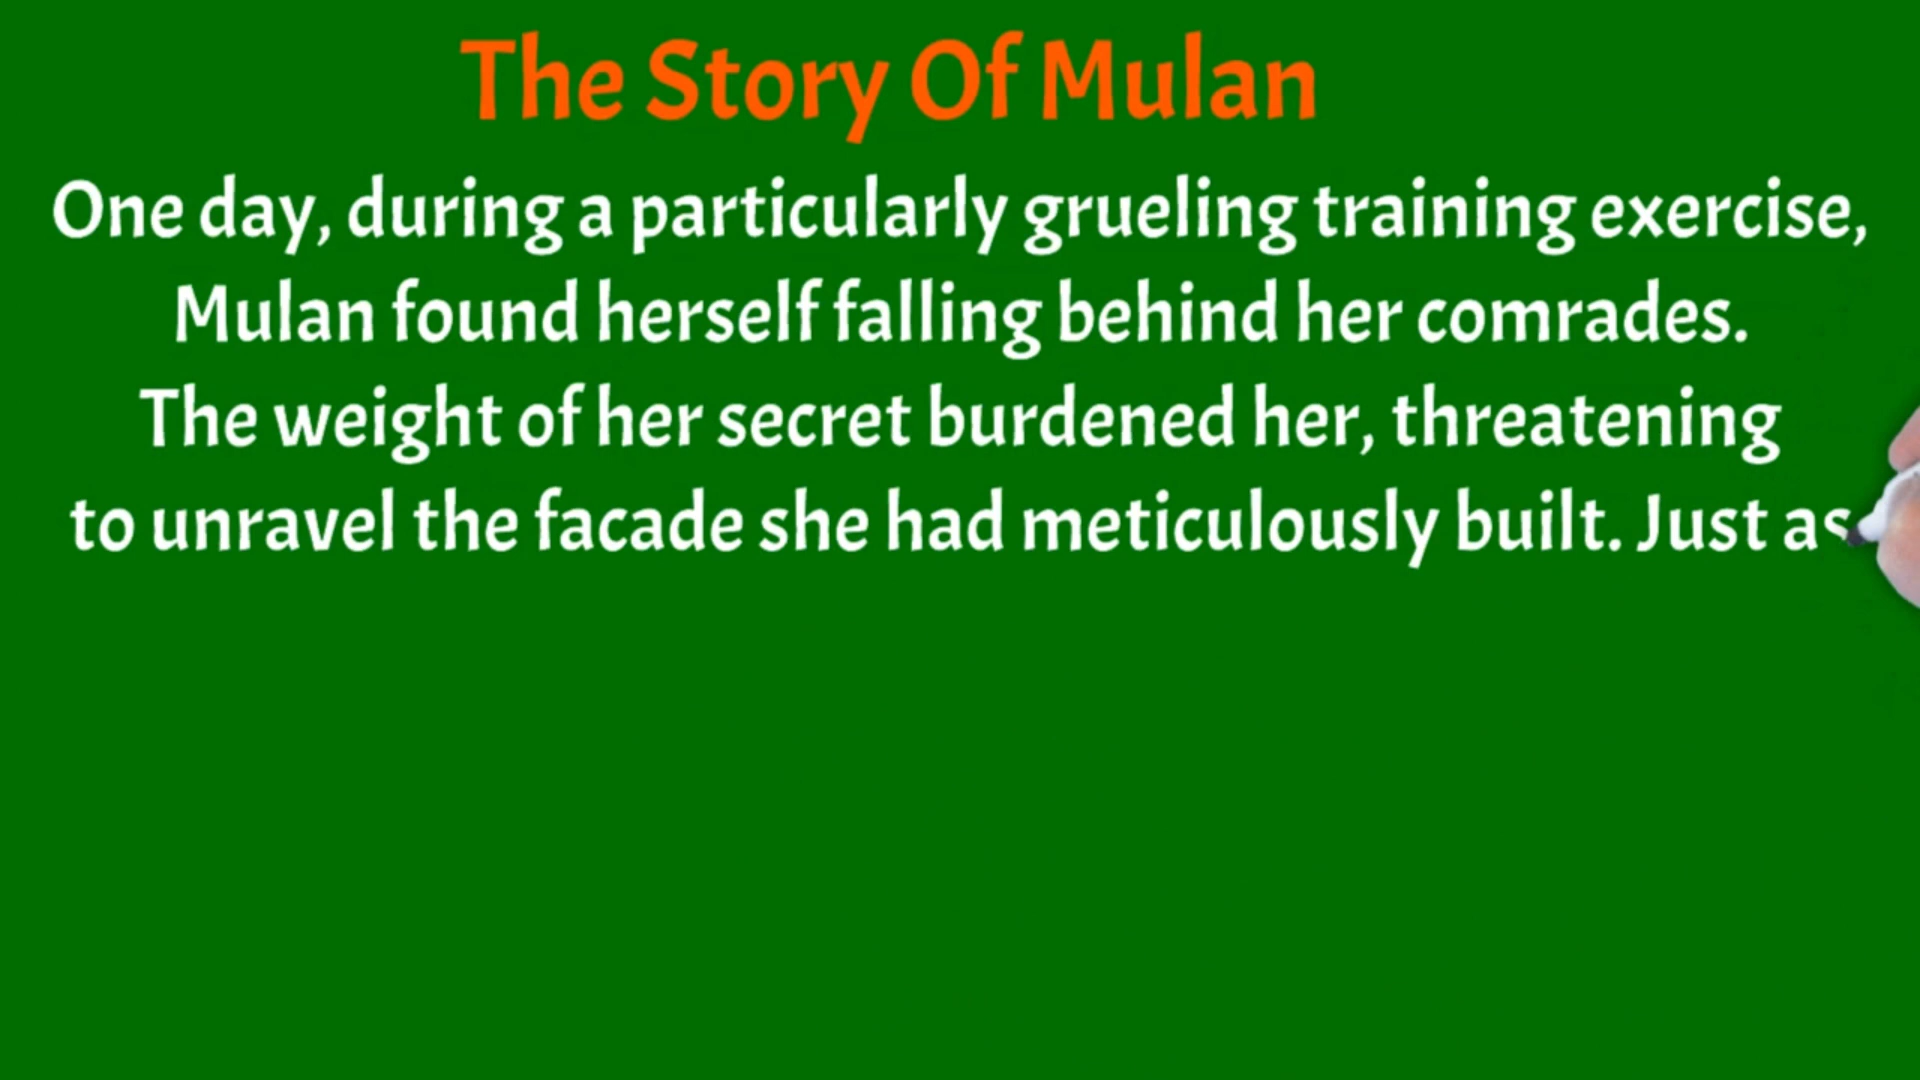 The Story Of Mulan
One day, during a particularly grueling training exercise,
Mulan found herself falling behind her comrades.
The weight of her secret burdened her, threatening
to unravel the facade she had meticulously built. Just as